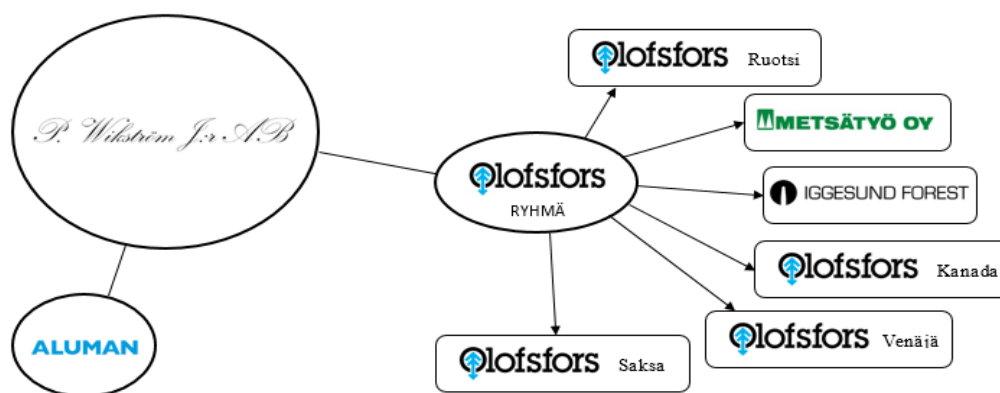 P. Wikström J:r AB
Olofsfors Ruotsi
METSÄTYÖ OY
Olofsfors
RYHMÄ
IGGESUND FOREST
Olofsfors Kanada
Olofsfors Venäjä
ALUMAN
Olofsfors Saksa